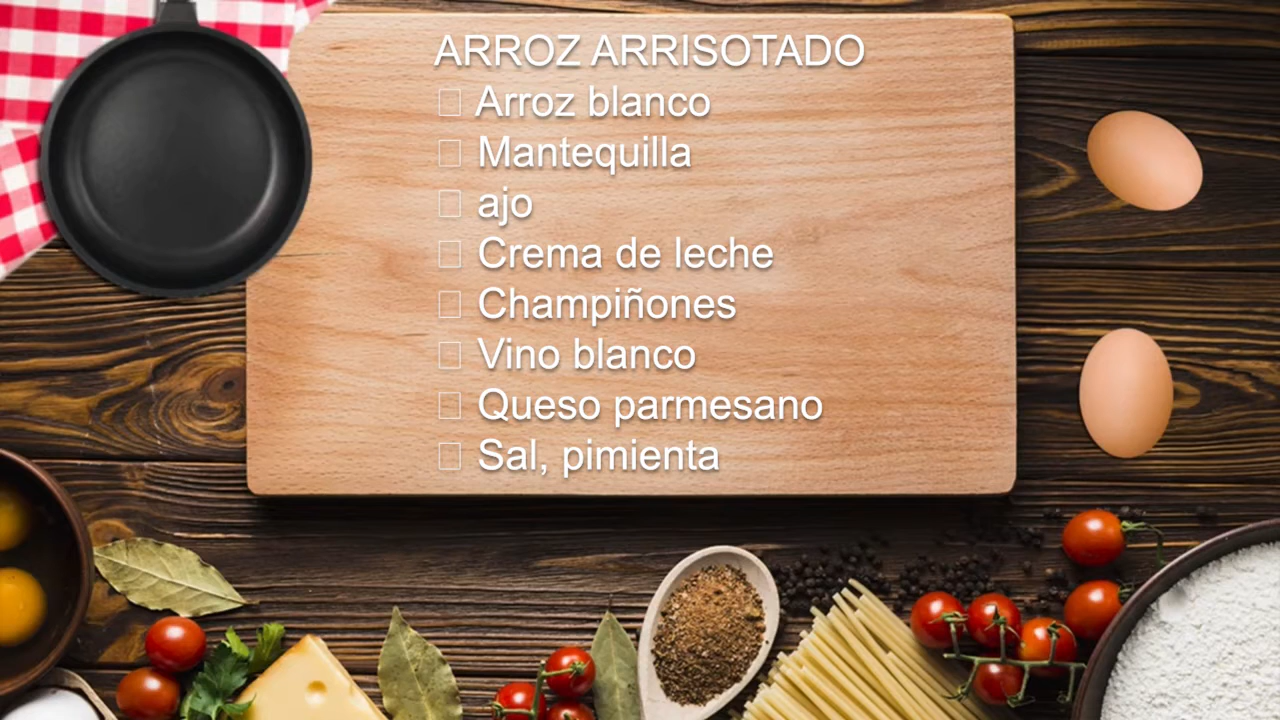 ARROZ ARRISOTADO
□ Arroz blanco
□ Mantequilla
□ ajo
□ Crema de leche
□ Champiñones
□ Vino blanco
□ Queso parmesano
□ Sal, pimienta